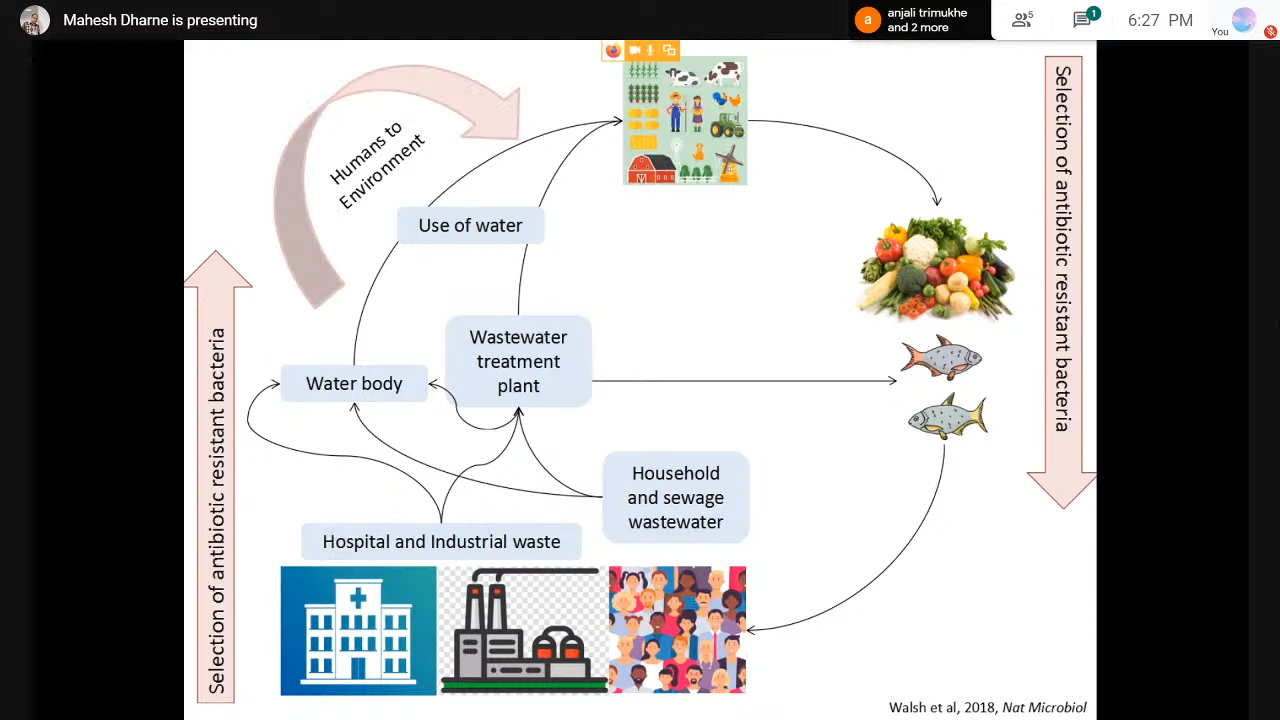 Mahesh Dharne is presenting
a
anjali trimukhe
and 2 more
5
1
6:27 PM
You
Humans to
Environment
Use of water
Wastewater
treatment
plant
Water body
Household
and sewage
wastewater
Hospital and Industrial waste
Selection of antibiotic resistant bacteria
Selection of antibiotic resistant bacteria
Walsh et al, 2018, Nat Microbiol